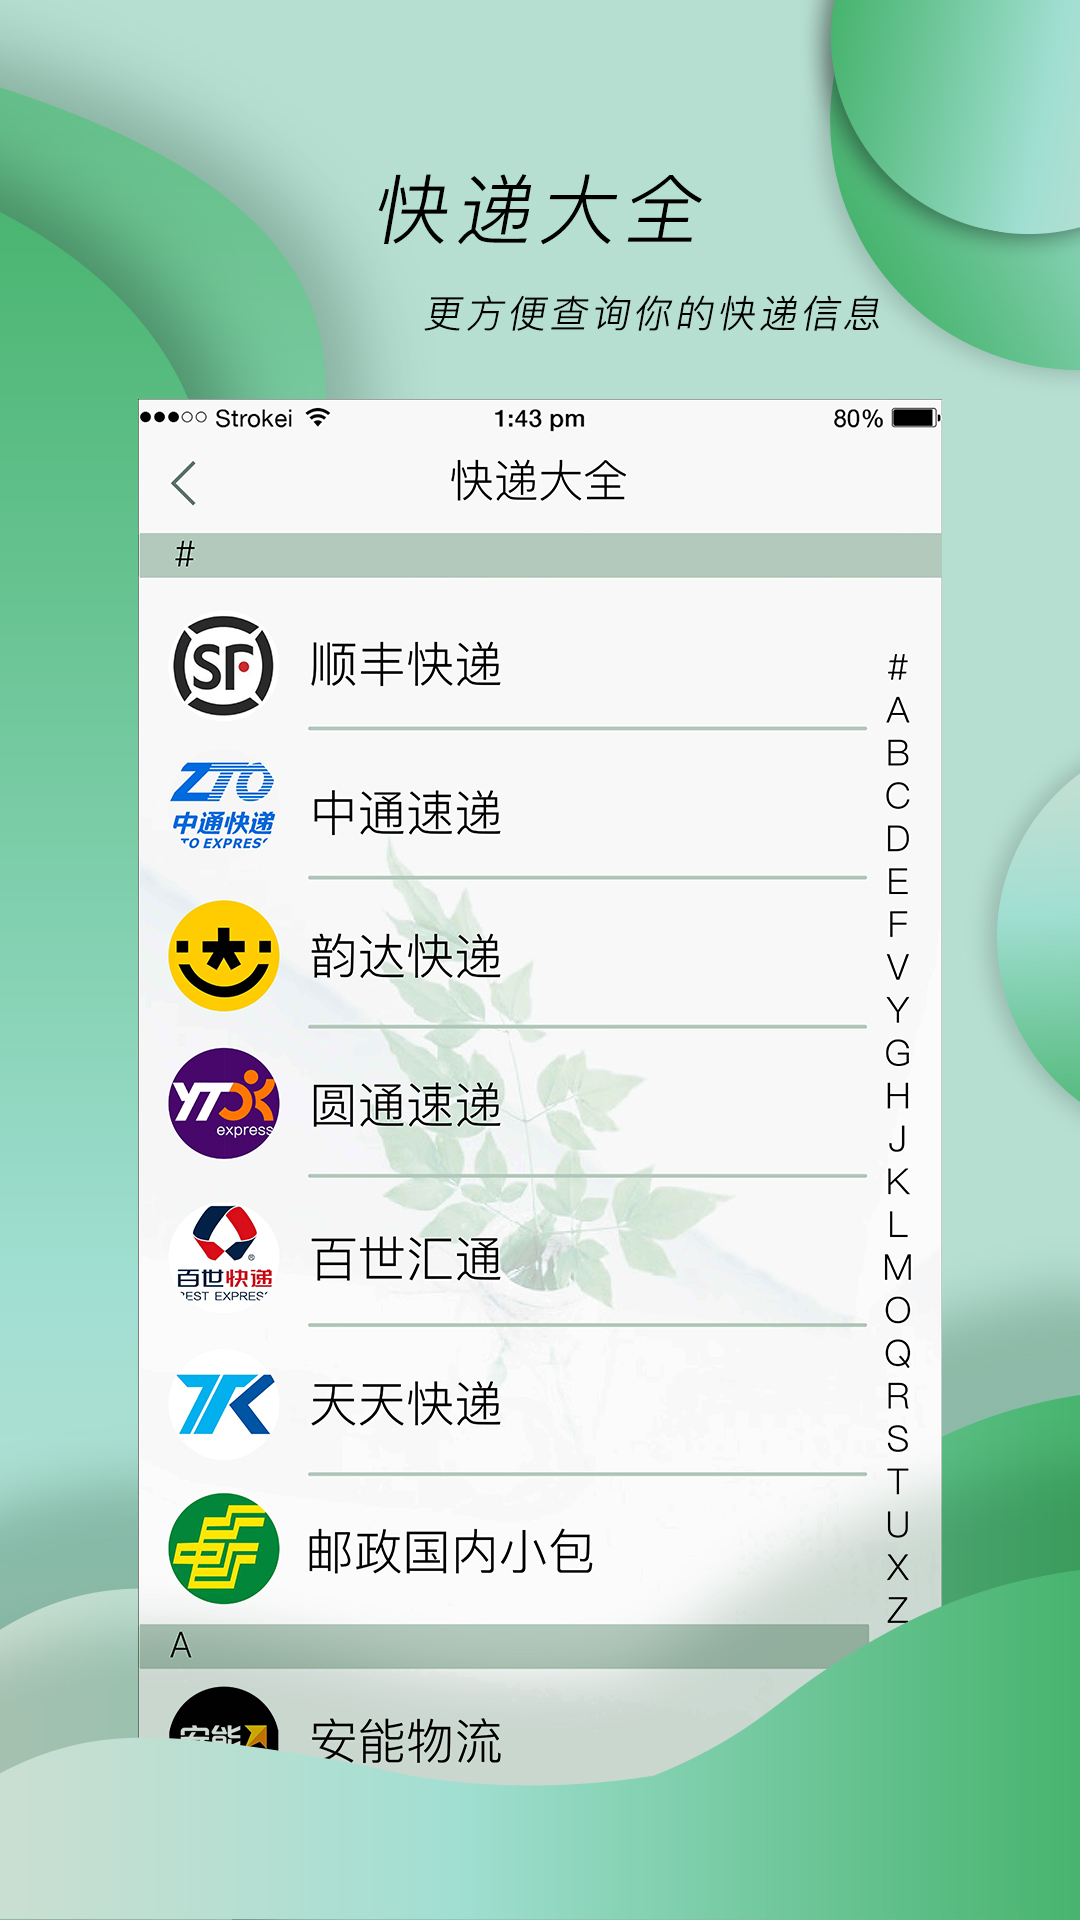 快递大全
更方便查询你的快递信息
Strokei 1:43 pm 80%
快递大全
#
SF
顺丰快递
ZTO
中通快递
TO EXPRES
中通速递
韵达快递
YTO
express
圆通速递
百世快递
BEST EXPRES
百世汇通
天天快递
邮政国内小包
A
安能
安能物流
#
A
B
C
D
E
F
V
Y
G
H
J
K
L
M
O
Q
R
S
T
U
X
Z